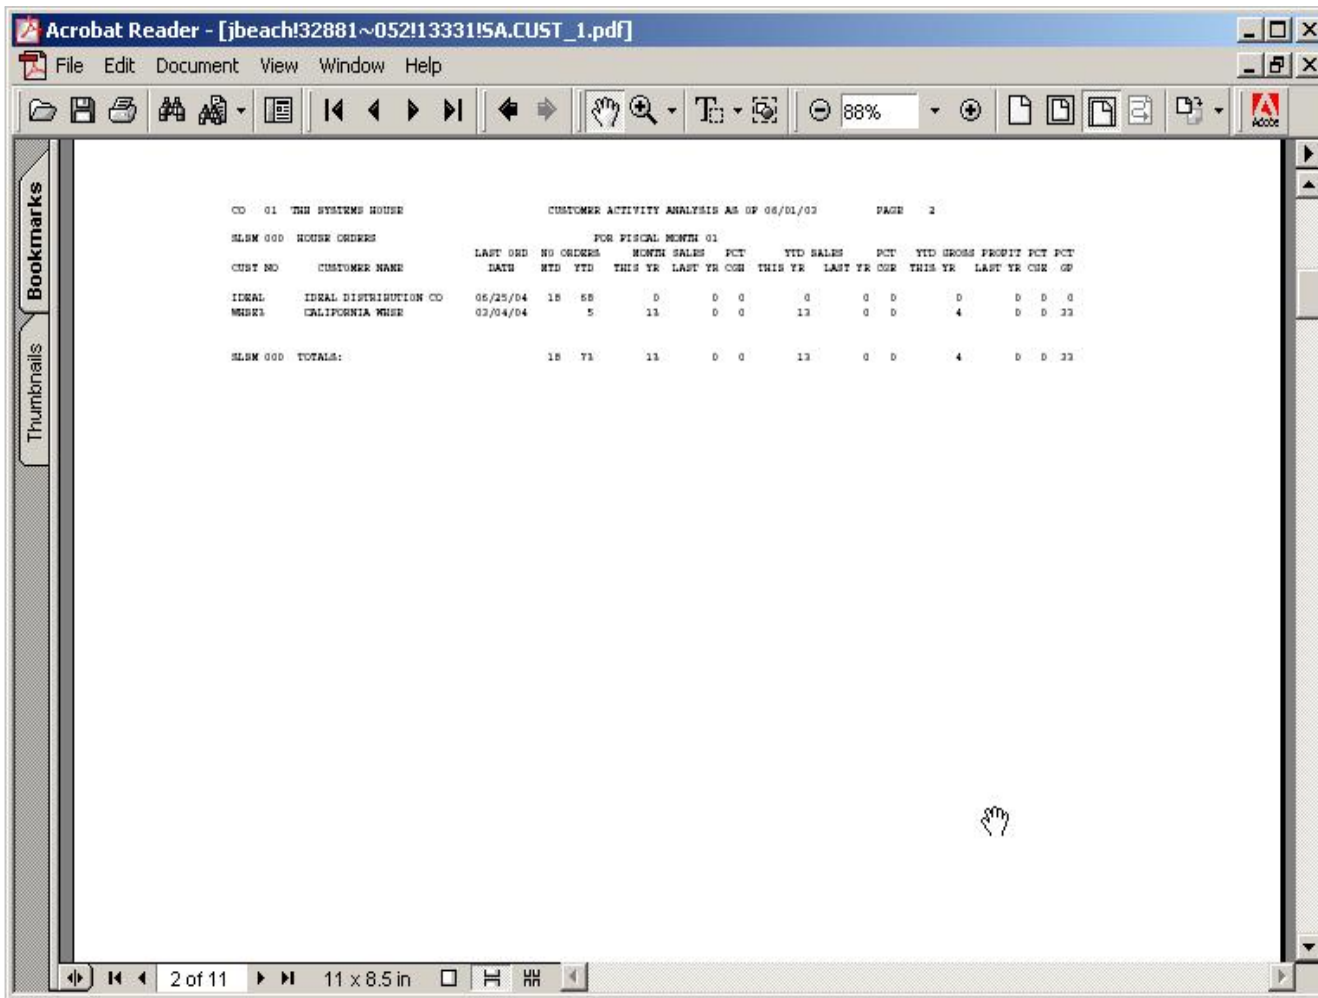 Acrobat Reader - [jbeach!32881~052!13331!SA.CUST_1.pdf]
File Edit Document View Window Help
88%
Adobe
Bookmarks
Thumbnails
CO 01 THE SYSTEMS HOUSE CUSTOMER ACTIVITY ANALYSIS AS OF 06/01/03 PAGE 2
SLSM 000 HOUSE ORDERS FOR FISCAL MONTH 01
LAST ORD NO ORDERS MONTH SALES PCT YTD SALES PCT YTD GROSS PROFIT PCT PCT
CUST NO CUSTOMER NAME DATE MTD YTD THIS YR LAST YR CGE THIS YR LAST YR CGE THIS YR LAST YR CGE GP
IDEAL IDEAL DISTRIBUTION CO 06/25/04 18 68 0 0 0 0 0 0 0 0 0 0
CALIFORNIA WHSE 03/04/04 5 13 0 0 13 0 0 4 0 0 33
SLSM 000 TOTALS: 18 73 13 0 0 13 0 0 4 0 0 33
2 of 11 11 x 8.5 in